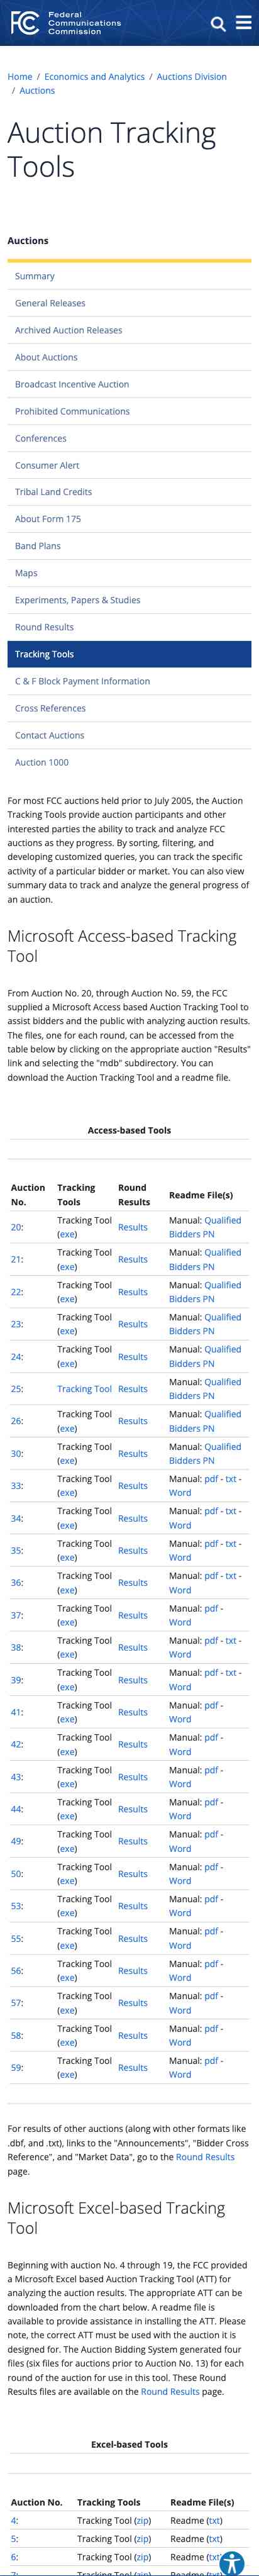 Federal
Communications
Commission
Home / Economics and Analytics / Auctions Division
/ Auctions
Auction Tracking
Tools
Auctions
Summary
General Releases
Archived Auction Releases
About Auctions
Broadcast Incentive Auction
Prohibited Communications
Conferences
Consumer Alert
Tribal Land Credits
About Form 175
Band Plans
Maps
Experiments, Papers & Studies
Round Results
Tracking Tools
C & F Block Payment Information
Cross References
Contact Auctions
Auction 1000
For most FCC auctions held prior to July 2005, the Auction
Tracking Tools provide auction participants and other
interested parties the ability to track and analyze FCC
auctions as they progress. By sorting, filtering, and
developing customized queries, you can track the specific
activity of a particular bidder or market. You can also view
summary data to track and analyze the general progress of
an auction.
Microsoft Access-based Tracking
Tool
From Auction No. 20, through Auction No. 59, the FCC
supplied a Microsoft Access based Auction Tracking Tool to
assist bidders and the public with analyzing auction results.
The files, one for each round, can be accessed from the
table below by clicking on the appropriate auction "Results"
link and selecting the "mdb" subdirectory. You can
download the Auction Tracking Tool and a readme file.
Access-based Tools
Auction No. Tracking Tools Round Results Readme File(s)
20: Tracking Tool (exe) Results Manual: Qualified Bidders PN
21: Tracking Tool (exe) Results Manual: Qualified Bidders PN
22: Tracking Tool (exe) Results Manual: Qualified Bidders PN
23: Tracking Tool (exe) Results Manual: Qualified Bidders PN
24: Tracking Tool (exe) Results Manual: Qualified Bidders PN
25: Tracking Tool Results Manual: Qualified Bidders PN
26: Tracking Tool (exe) Results Manual: Qualified Bidders PN
30: Tracking Tool (exe) Results Manual: Qualified Bidders PN
33: Tracking Tool (exe) Results Manual: pdf - txt - Word
34: Tracking Tool (exe) Results Manual: pdf - txt - Word
35: Tracking Tool (exe) Results Manual: pdf - txt - Word
36: Tracking Tool (exe) Results Manual: pdf - txt - Word
37: Tracking Tool (exe) Results Manual: pdf - Word
38: Tracking Tool (exe) Results Manual: pdf - txt - Word
39: Tracking Tool (exe) Results Manual: pdf - txt - Word
41: Tracking Tool (exe) Results Manual: pdf - Word
42: Tracking Tool (exe) Results Manual: pdf - Word
43: Tracking Tool (exe) Results Manual: pdf - Word
44: Tracking Tool (exe) Results Manual: pdf - Word
49: Tracking Tool (exe) Results Manual: pdf - Word
50: Tracking Tool (exe) Results Manual: pdf - Word
53: Tracking Tool (exe) Results Manual: pdf - Word
55: Tracking Tool (exe) Results Manual: pdf - Word
56: Tracking Tool (exe) Results Manual: pdf - Word
57: Tracking Tool (exe) Results Manual: pdf - Word
58: Tracking Tool (exe) Results Manual: pdf - Word
59: Tracking Tool (exe) Results Manual: pdf - Word
For results of other auctions (along with other formats like
.dbf, and .txt), links to the "Announcements", "Bidder Cross
Reference", and "Market Data", go to the Round Results
page.
Microsoft Excel-based Tracking
Tool
Beginning with auction No. 4 through 19, the FCC provided
a Microsoft Excel based Auction Tracking Tool (ATT) for
analyzing the auction results. The appropriate ATT can be
downloaded from the chart below. A readme file is
available to provide assistance in installing the ATT. Please
note, the correct ATT must be used with the auction it is
designed for. The Auction Bidding System generated four
files (six files for auctions prior to Auction No. 13) for each
round of the auction for use in this tool. These Round
Results files are available on the Round Results page.
Excel-based Tools
Auction No. Tracking Tools Readme File(s)
4: Tracking Tool (zip) Readme (txt)
5: Tracking Tool (zip) Readme (txt)
6: Tracking Tool (zip) Readme (txt)